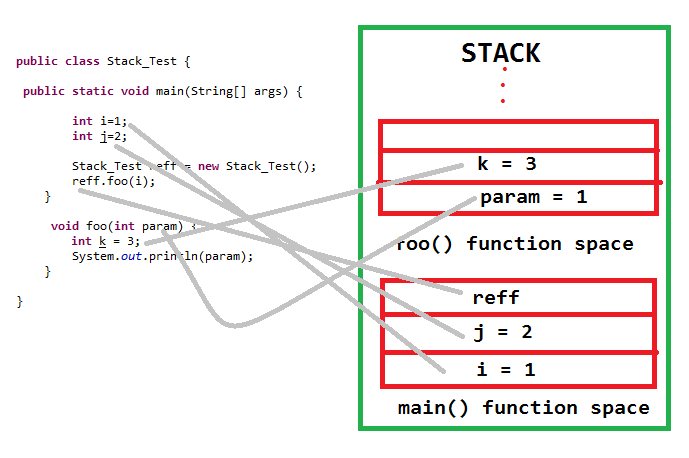 public class Stack_Test {
public static void main(String[] args) {
int i=1;
int j=2;
Stack_Test reff = new Stack_Test();
reff.foo(i);
}
void foo(int param) {
int k = 3;
System.out.println(param);
}
}
STACK
k = 3
param = 1
foo() function space
reff
j = 2
i = 1
main() function space